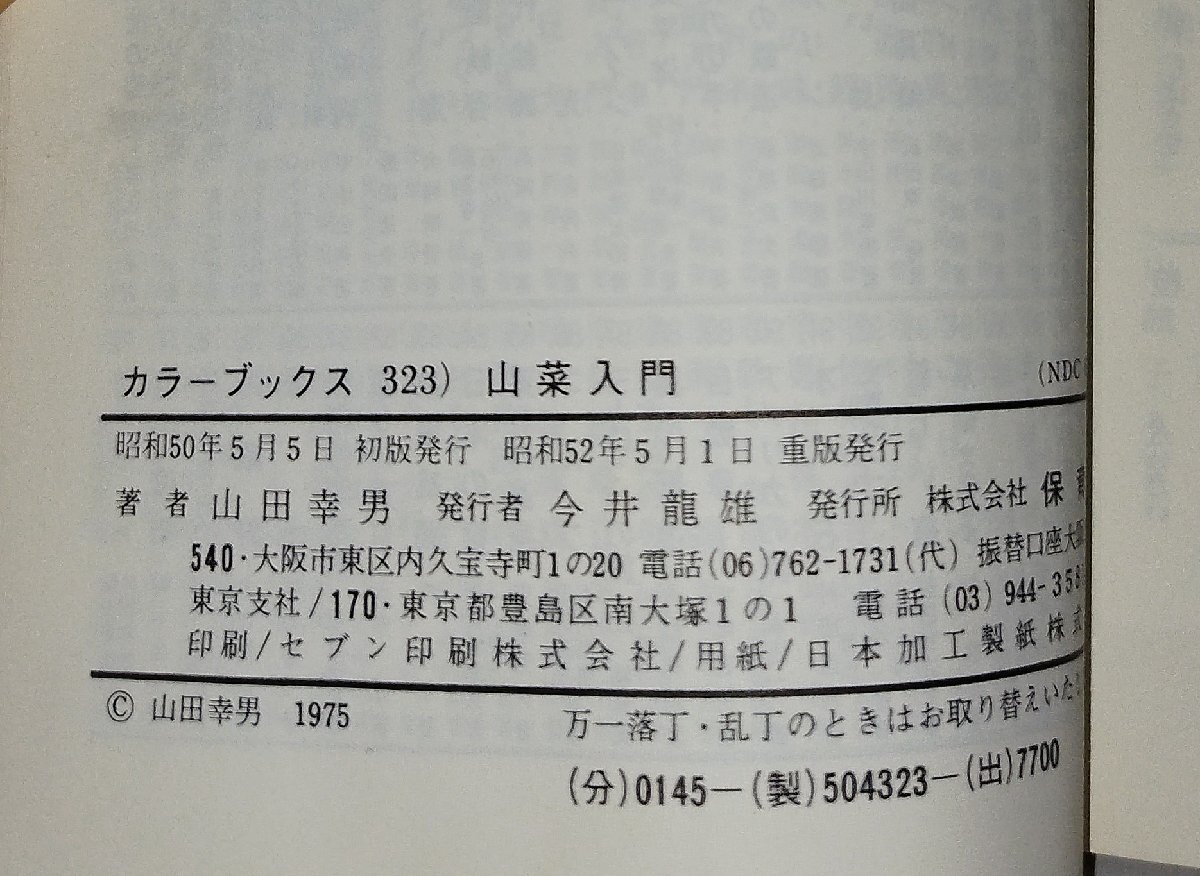 カラーブックス 323) 山菜入門 (NDC
昭和50年5月5日 初版発行 昭和52年5月1日 重版発行
著者 山田幸男 発行者 今井龍雄 発行所 株式会社 保
540・大阪市東区内久宝寺町1の20 電話(06)762-1731(代) 振替口座大阪
東京支社/170・東京都豊島区南大塚1の1 電話(03)944-358
印刷/セブン印刷株式会社/用紙/日本加工製紙株式
© 山田幸男 1975 万一落丁・乱丁のときはお取り替えいた
(分)0145-(製)504323-(出)7700